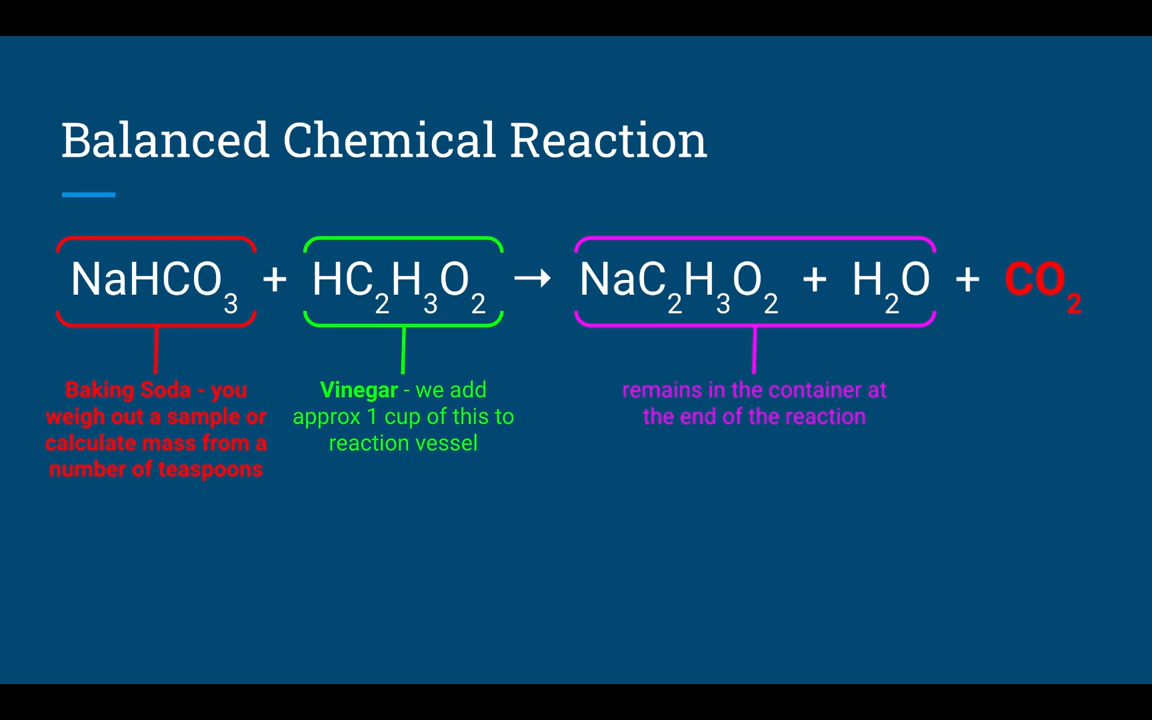 Balanced Chemical Reaction
NaHCO₃ + HC₂H₃O₂ → NaC₂H₃O₂ + H₂O + CO₂
Baking Soda - you
weigh out a sample or
calculate mass from a
number of teaspoons
Vinegar - we add
approx 1 cup of this to
reaction vessel
remains in the container at
the end of the reaction